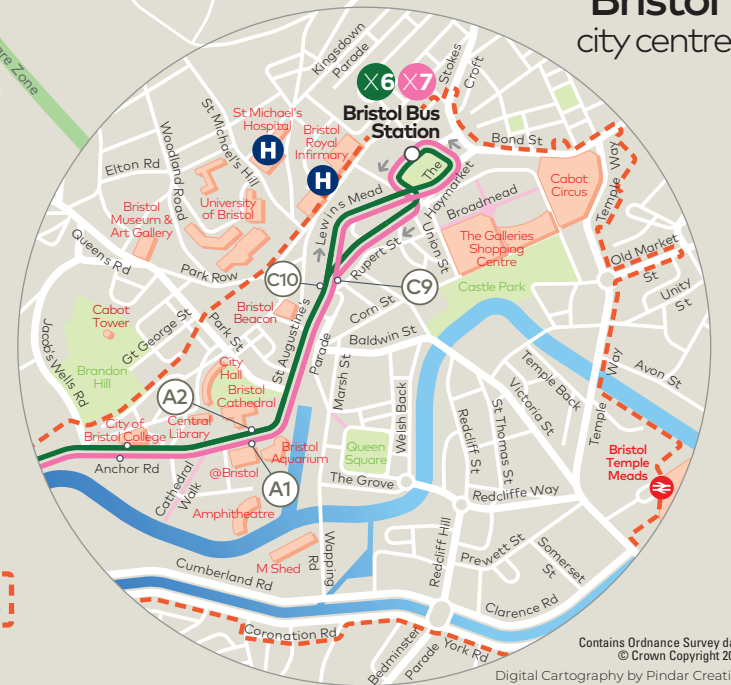 Bristol
city centre
Kingsdown
Parade
Stokes
Croft
X6 X7
Bristol Bus
Station
St Michael's
Hospital
H
Bristol
Royal
Infirmary
H
Bond St
Temple Way
Cabot
Circus
St Michael's Hill
Woodland Road
Elton Rd
University
of Bristol
Bristol
Museum &
Art Gallery
Queens Rd
Park Row
Lewins Mead
The
Haymarket
Broadmead
Union St
The Galleries
Shopping
Centre
Old Market
St
Unity
St
Castle Park
Rupert St
C10
C9
Corn St
Baldwin St
Bristol
Beacon
Cabot
Tower
Gt George St
Park St
Brandon
Hill
Jacob's Wells Rd
St Augustine's
Parade
Marsh St
City
Hall
Bristol
Cathedral
A2
Central
Library
City of
Bristol College
Anchor Rd
Cathedral
Walk
@Bristol
Bristol
Aquarium
A1
Amphitheatre
M Shed
Queen
Square
Welsh Back
The Grove
Redcliff St
St Thomas St
Victoria St
Temple Back
Temple
Way
Avon St
Bristol
Temple
Meads
Redcliffe Way
Redcliff Hill
Prewett St
Somerset
St
Clarence Rd
Wapping
Rd
Cumberland Rd
Coronation Rd
Bedminster
Parade
York Rd
Contains Ordnance Survey da
© Crown Copyright 20
Digital Cartography by Pindar Creati